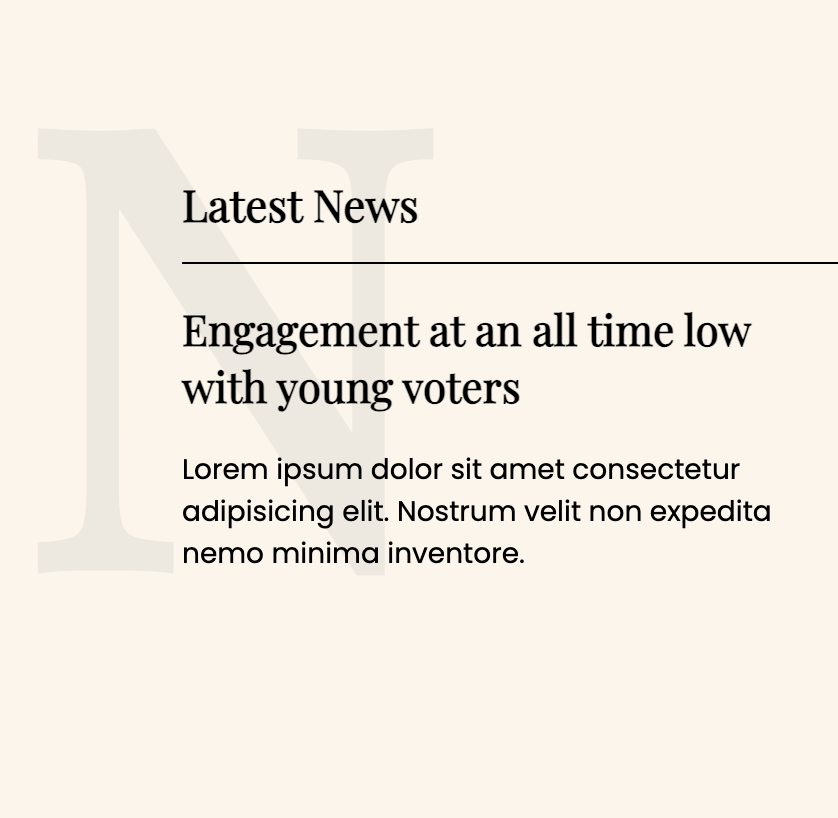 N
Latest News
Engagement at an all time low
with young voters
Lorem ipsum dolor sit amet consectetur
adipisicing elit. Nostrum velit non expedita
nemo minima inventore.